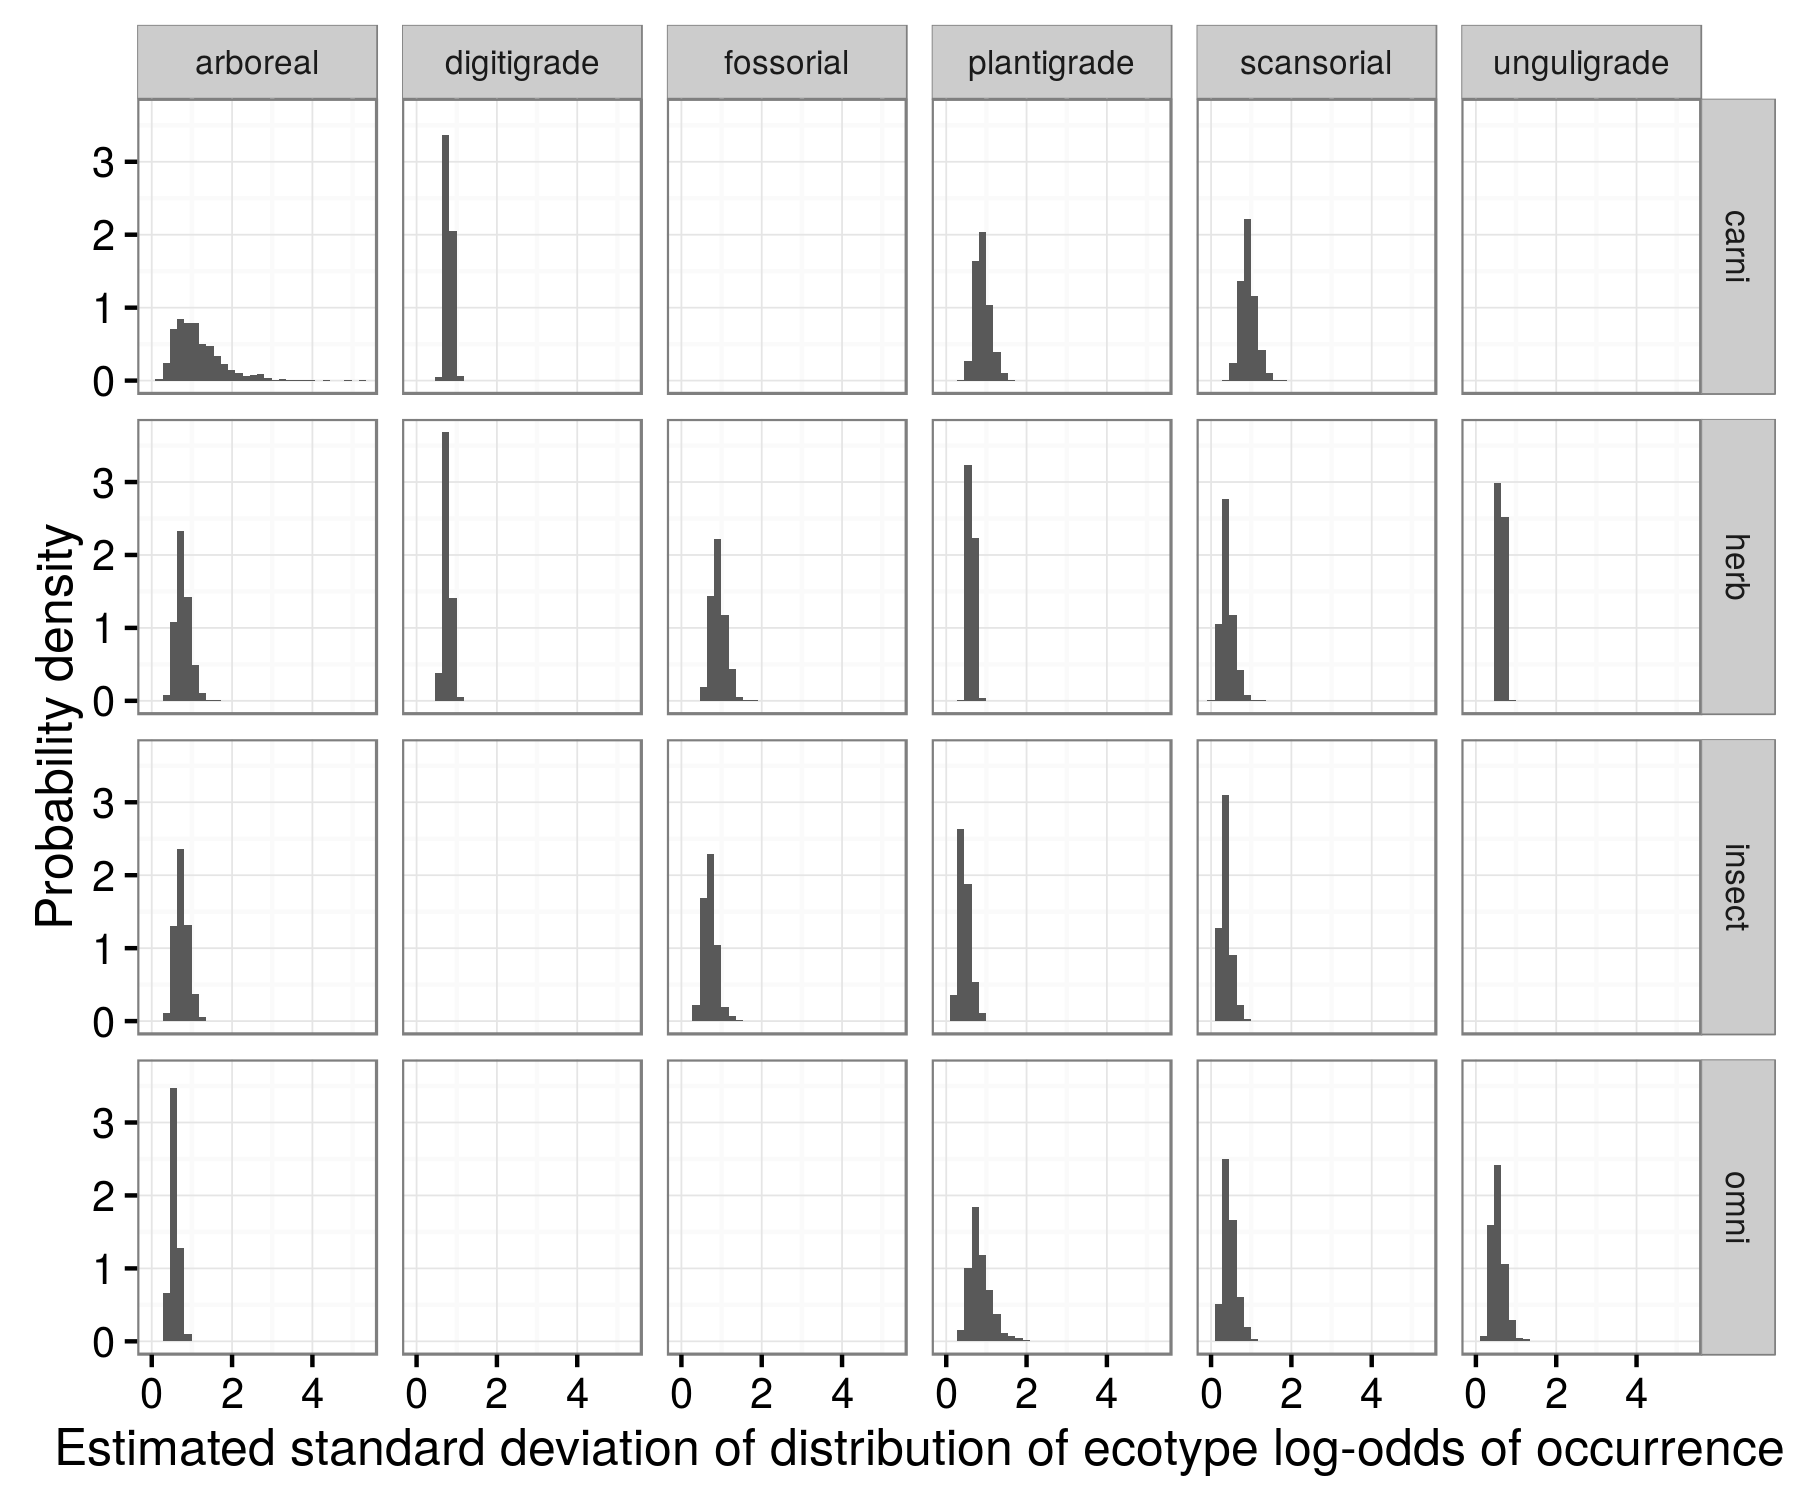 arboreal digitigrade fossorial plantigrade scansorial unguligrade
3
2
1
0
carni
3
2
1
0
herb
Probability density
3
2
1
0
insect
3
2
1
0
omni
0 2 4 0 2 4 0 2 4 0 2 4 0 2 4 0 2 4
Estimated standard deviation of distribution of ecotype log-odds of occurrence